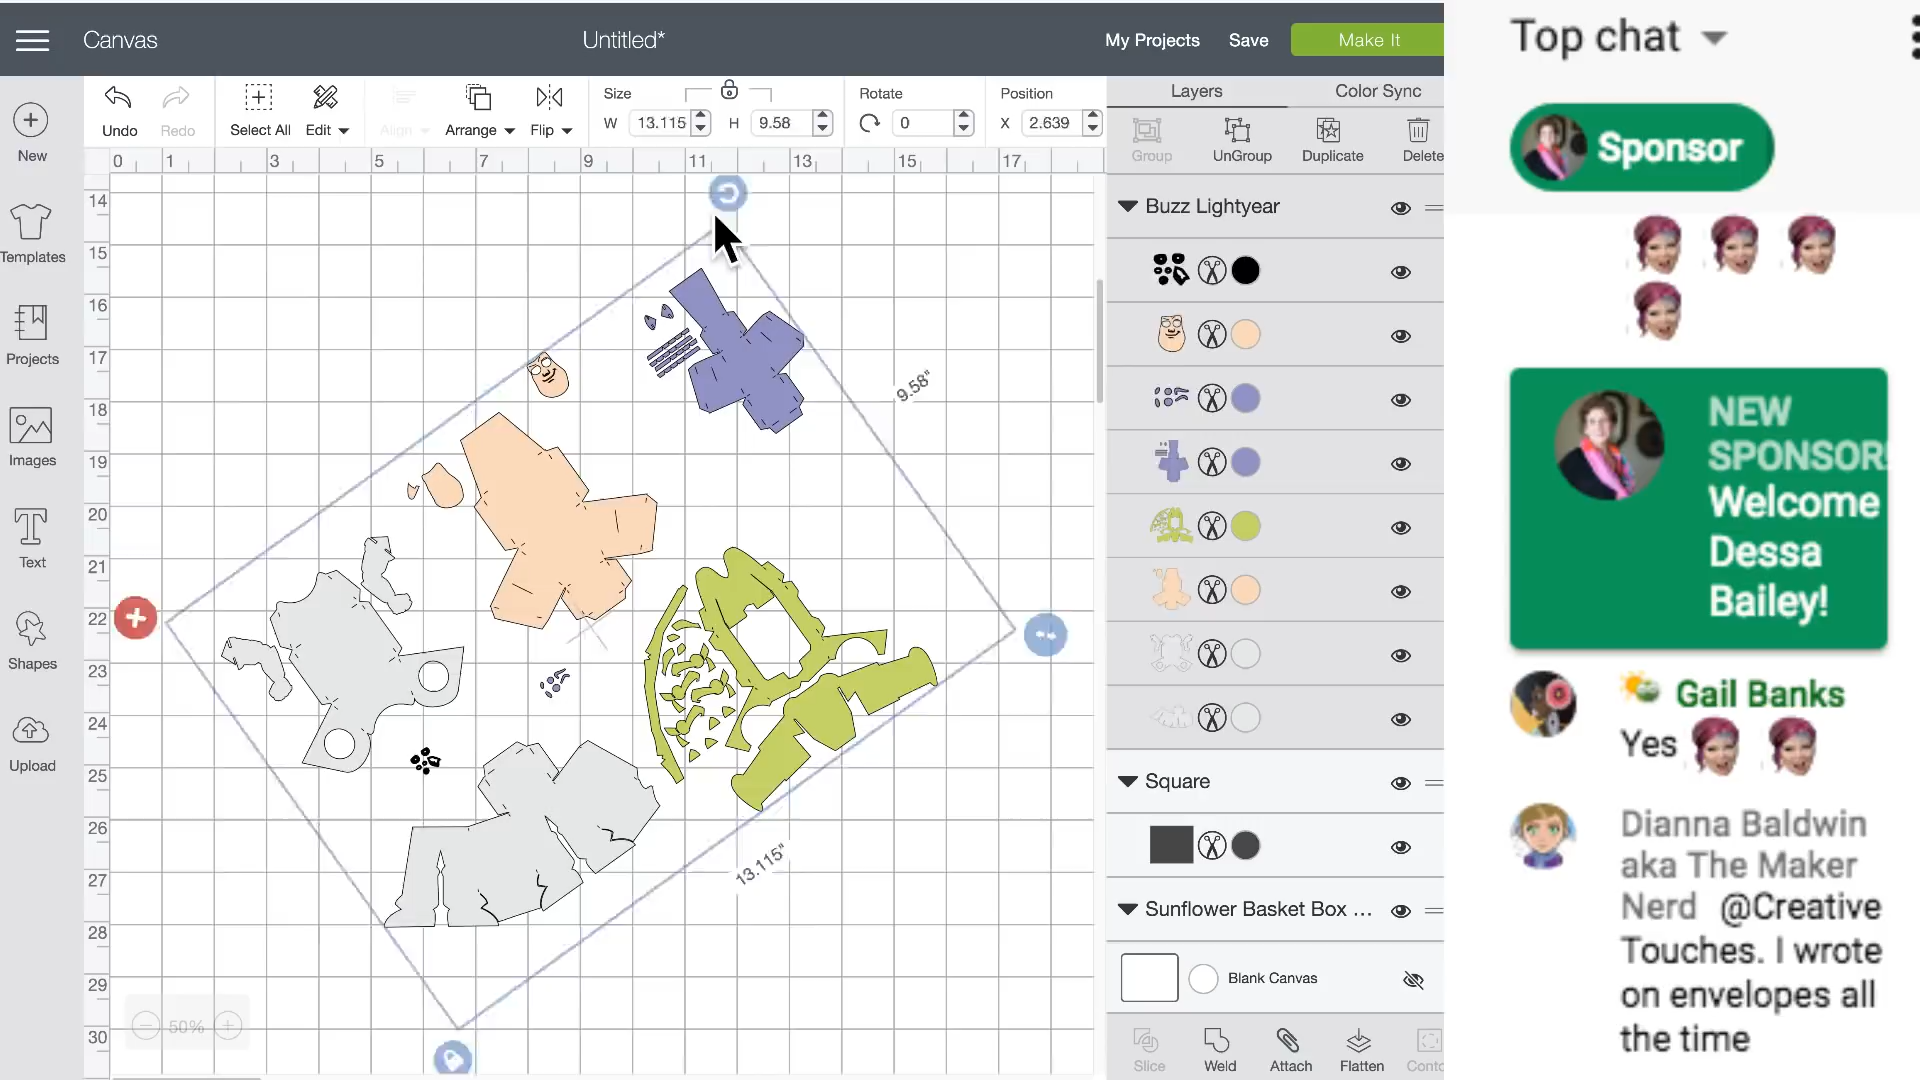 Canvas
Untitled*
My Projects
Save
Make It
Undo
Redo
Select All
Edit
Align
Arrange
Flip
Size
W 13.115
H 9.58
Rotate
0
Position
X 2.639
Layers
Color Sync
Group
UnGroup
Duplicate
Delete
New
Templates
Projects
Images
Text
Shapes
Upload
0 1 3 5 7 9 11 13 15 17
14
15
16
17
18
19
20
21
22
23
24
25
26
27
28
29
30
9.58"
13.115"
50%
Buzz Lightyear
Square
Sunflower Basket Box ...
Blank Canvas
Slice
Weld
Attach
Flatten
Conto
Top chat
Sponsor
NEW
SPONSOR!
Welcome
Dessa
Bailey!
Gail Banks
Yes
Dianna Baldwin
aka The Maker
Nerd @Creative
Touches. I wrote
on envelopes all
the time